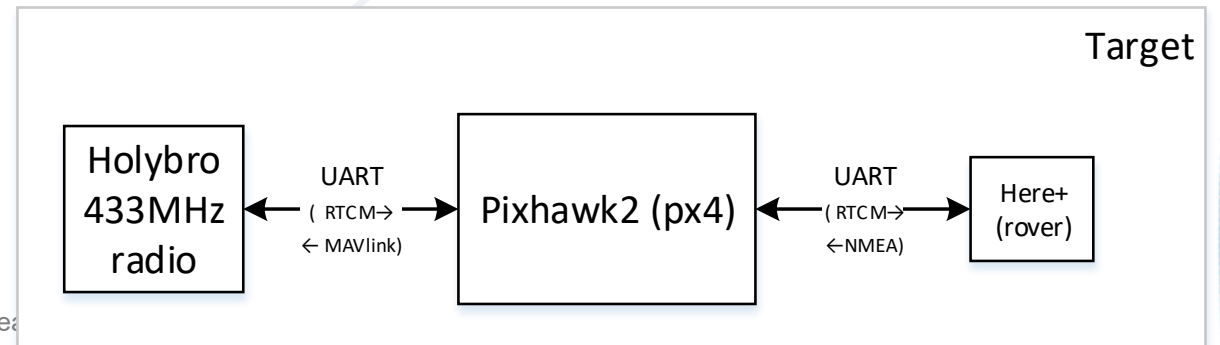 Target
Holybro
433MHz
radio
UART
( RTCM→
← MAVlink)
Pixhawk2 (px4)
UART
( RTCM→
←NMEA)
Here+
(rover)